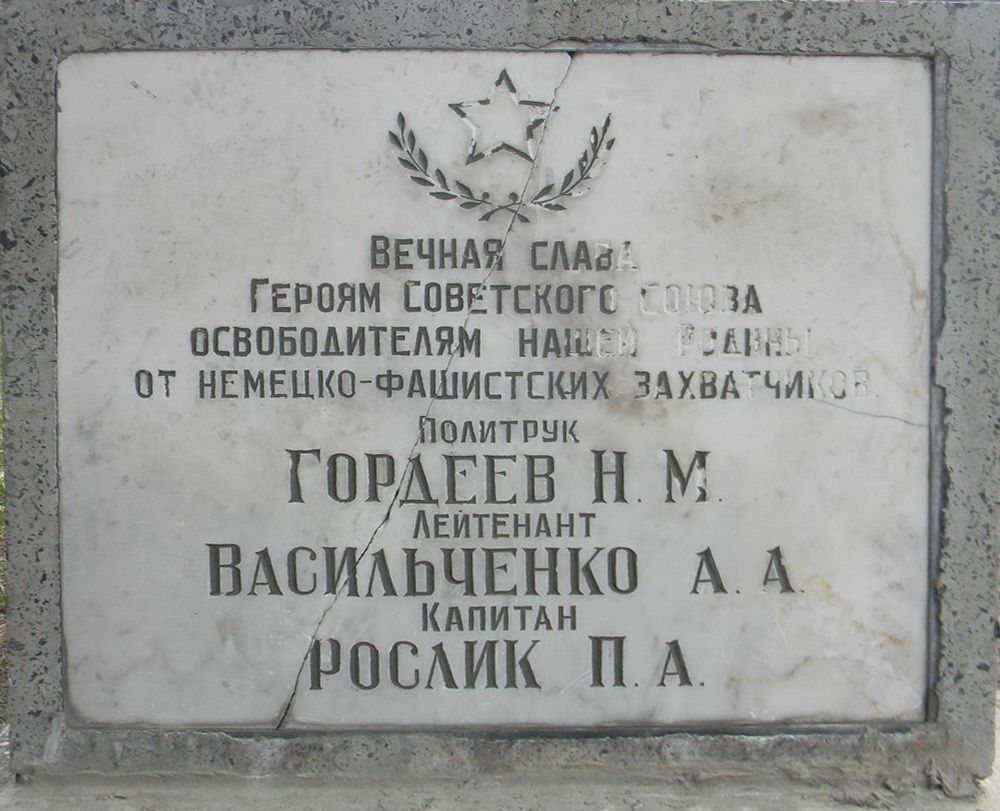 ВЕЧНАЯ СЛАВА
ГЕРОЯМ СОВЕТСКОГО СОЮЗА
ОСВОБОДИТЕЛЯМ НАШЕЙ РОДИНЫ
ОТ НЕМЕЦКО-ФАШИСТСКИХ ЗАХВАТЧИКОВ.
ПОЛИТРУК
ГОРДЕЕВ Н. М.
ЛЕЙТЕНАНТ
ВАСИЛЬЧЕНКО А. А.
КАПИТАН
РОСЛИК П. А.